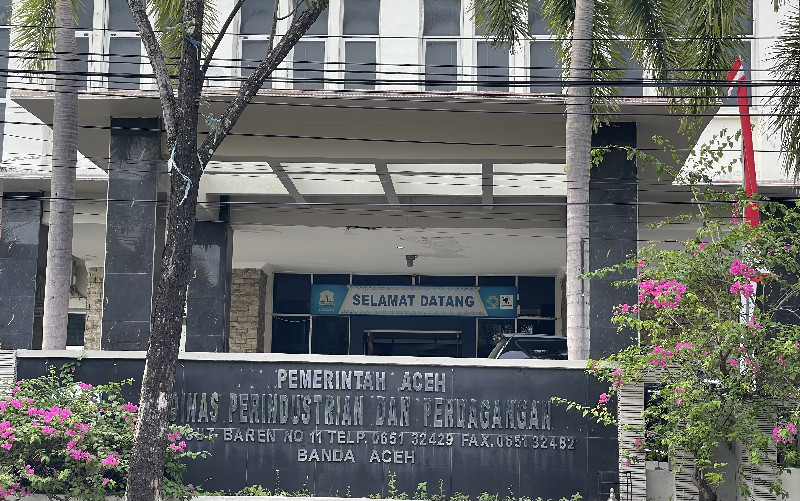 SELAMAT DATANG
PEMERINTAH ACEH
DINAS PERINDUSTRIAN DAN PERDAGANGAN
BAREN NO 11 TELP. 0651 32429 FAX. 0651 32482
BANDA ACEH